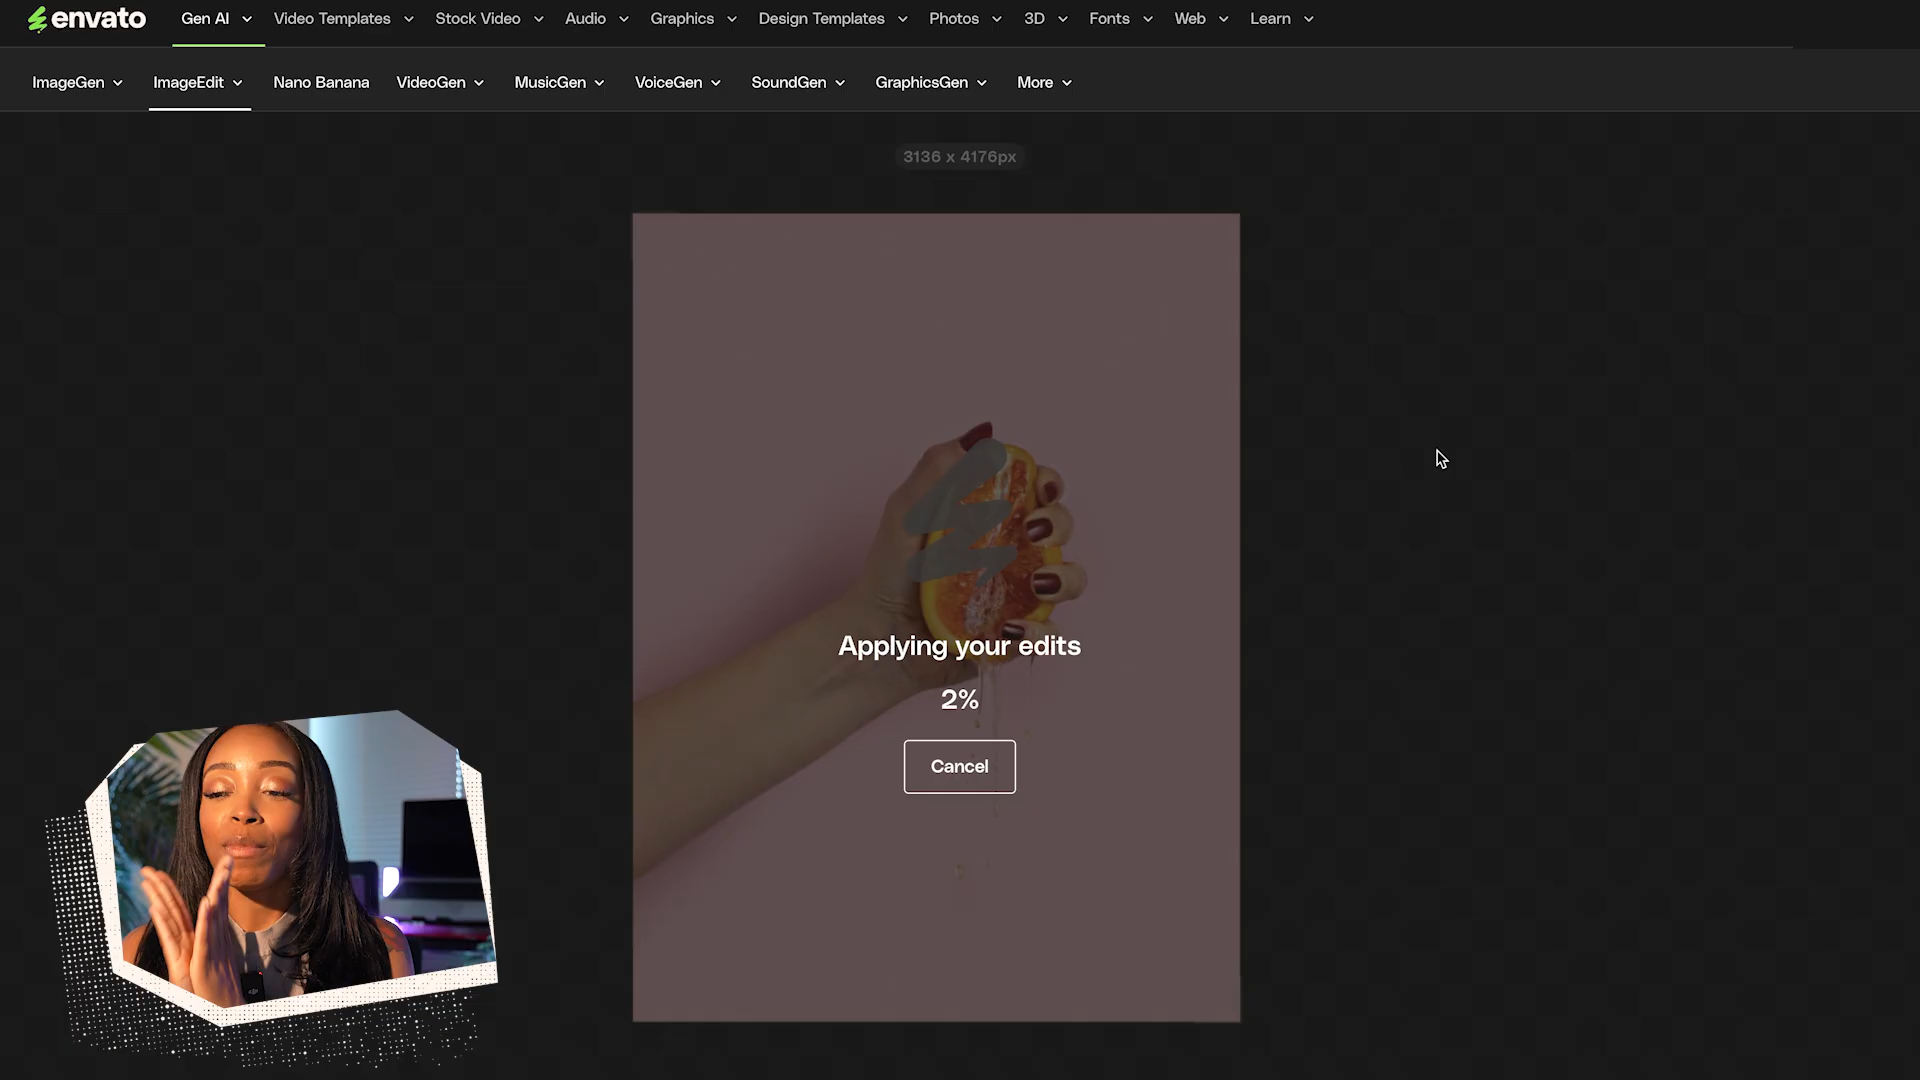 envato
Gen AI
Video Templates
Stock Video
Audio
Graphics
Design Templates
Photos
3D
Fonts
Web
Learn
ImageGen
ImageEdit
Nano Banana
VideoGen
MusicGen
VoiceGen
SoundGen
GraphicsGen
More
3136 x 4176px
Applying your edits
2%
Cancel